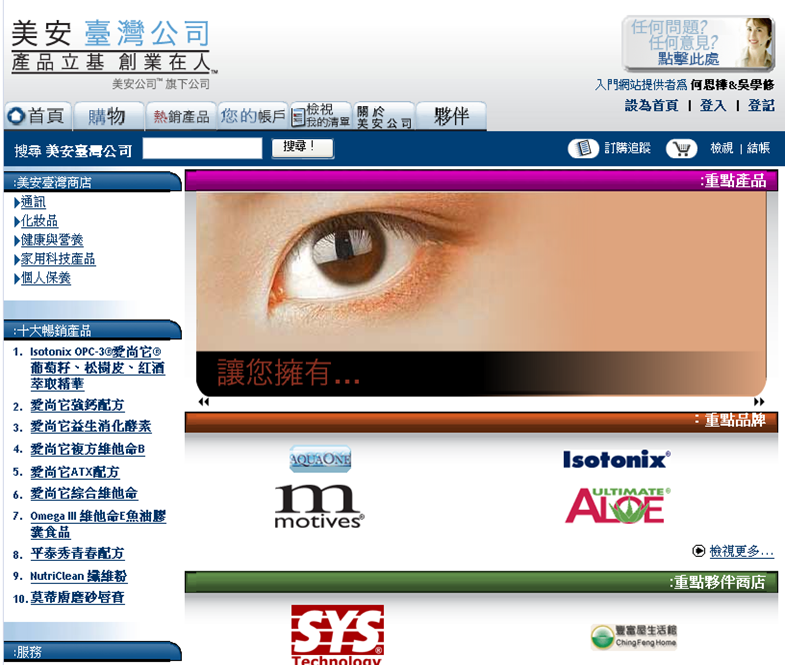 美安 臺灣公司
產品立基 創業在人™
美安公司™ 旗下公司
任何問題?
任何意見?
點擊此處
入門網站提供者為 何思捷&吳學修
設為首頁 | 登入 | 登記
首頁
購物
熱銷產品
您的帳戶
檢視
我的清單
關於
美安公司
夥伴
搜尋 美安臺灣公司
搜尋!
訂購追蹤
檢視 | 結帳
:美安臺灣商店
通訊
化妝品
健康與營養
家用科技產品
個人保養
:十大暢銷產品
1. Isotonix OPC-3®愛尚它®
葡萄籽、松樹皮、紅酒
萃取精華
2. 愛尚它強鈣配方
3. 愛尚它益生消化酵素
4. 愛尚它複方維他命B
5. 愛尚它ATX配方
6. 愛尚它綜合維他命
7. Omega III 維他命E魚油膠
囊食品
8. 平泰秀青春配方
9. NutriClean 纖維粉
10. 莫蒂膚磨砂唇膏
:服務
:重點產品
讓您擁有...
:重點品牌
AQUAONE
Isotonix®
m
motives®
ULTIMATE®
ALOE
檢視更多...
:重點夥伴商店
SYS®
Technology
豐富屋生活館
ChingFeng Home